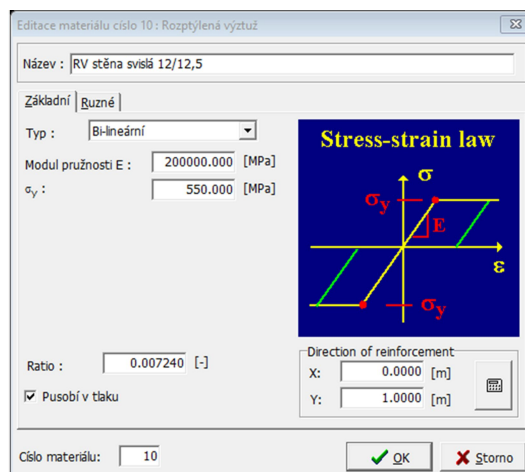 Editace materiálu císlo 10 : Rozptýlená výztuž
Název : RV stěna svislá 12/12,5
Základní Ruzné
Typ : Bi-lineární
Modul pružnosti E : 200000.000 [MPa]
σy : 550.000 [MPa]
Stress-strain law
σ
σy
E
ε
σy
Ratio : 0.007240 [-]
Pusobí v tlaku
Direction of reinforcement
X: 0.0000 [m]
Y: 1.0000 [m]
Císlo materiálu: 10
OK
Storno